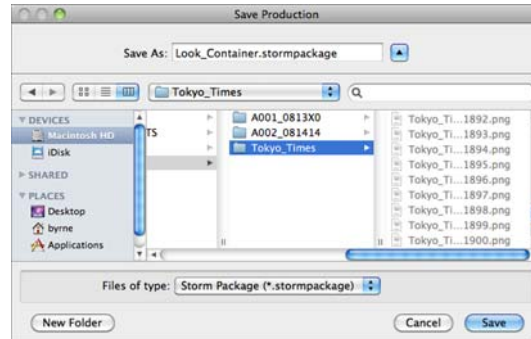 Save Production
Save As: Look_Container.stormpackage
Tokyo_Times
DEVICES
Macintosh HD
iDisk
SHARED
PLACES
Desktop
byrne
Applications
TS
A001_0813X0
A002_081414
Tokyo_Times
Tokyo_Ti...1892.png
Tokyo_Ti...1893.png
Tokyo_Ti...1894.png
Tokyo_Ti...1895.png
Tokyo_Ti...1896.png
Tokyo_Ti...1897.png
Tokyo_Ti...1898.png
Tokyo_Ti...1899.png
Tokyo_Ti...1900.png
Files of type: Storm Package (*.stormpackage)
New Folder
Cancel
Save